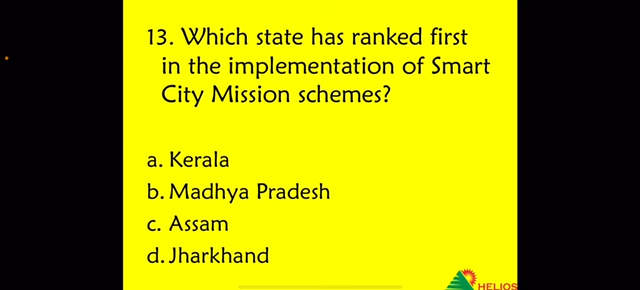 13. Which state has ranked first
in the implementation of Smart
City Mission schemes?
a. Kerala
b. Madhya Pradesh
c. Assam
d. Jharkhand
HELIOS